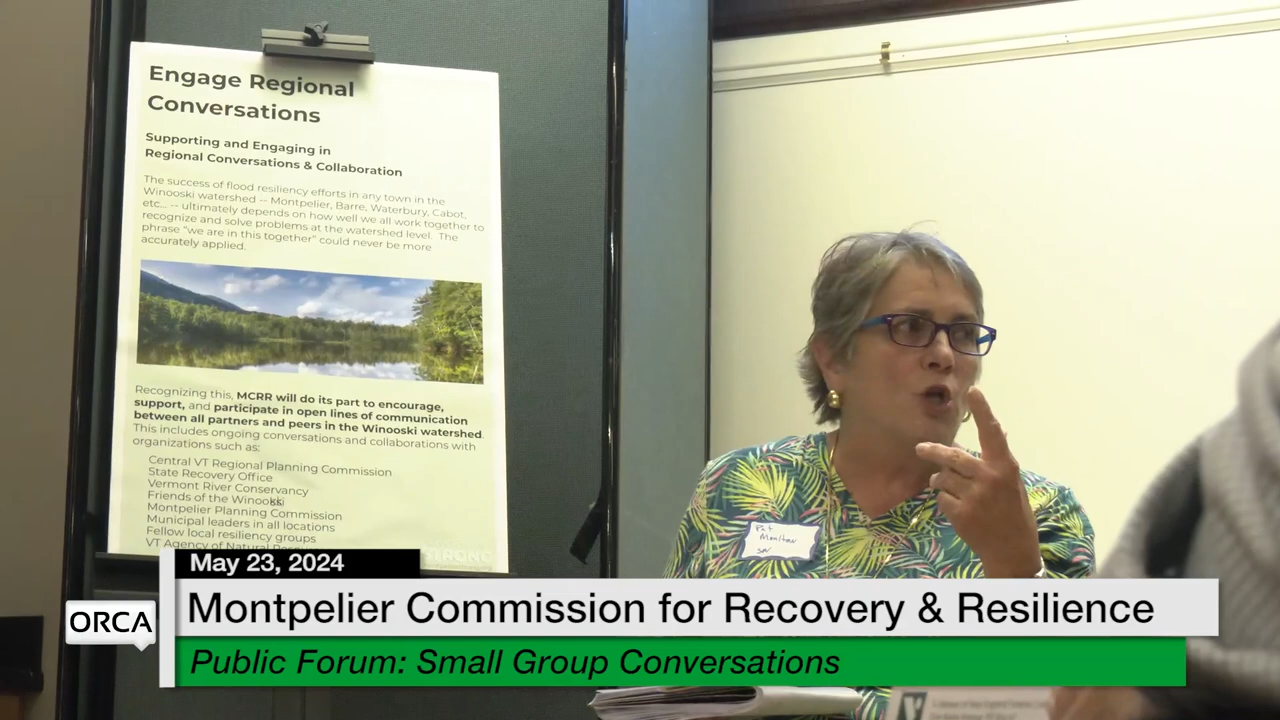 Engage Regional
Conversations
Supporting and Engaging in
Regional Conversations & Collaboration
The success of flood resiliency efforts in any town in the
Winooski watershed -- Montpelier, Barre, Waterbury, Cabot,
etc... -- ultimately depends on how well we all work together to
recognize and solve problems at the watershed level. The
phrase "we are in this together" could never be more
accurately applied.
Recognizing this, MCRR will do its part to encourage,
support, and participate in open lines of communication
between all partners and peers in the Winooski watershed.
This includes ongoing conversations and collaborations with
organizations such as:
Central VT Regional Planning Commission
State Recovery Office
Vermont River Conservancy
Friends of the Winooski
Montpelier Planning Commission
Municipal leaders in all locations
Fellow local resiliency groups
VT Agency of Natural
STRONG
Pat
Moulton
May 23, 2024
ORCA
Montpelier Commission for Recovery & Resilience
Public Forum: Small Group Conversations